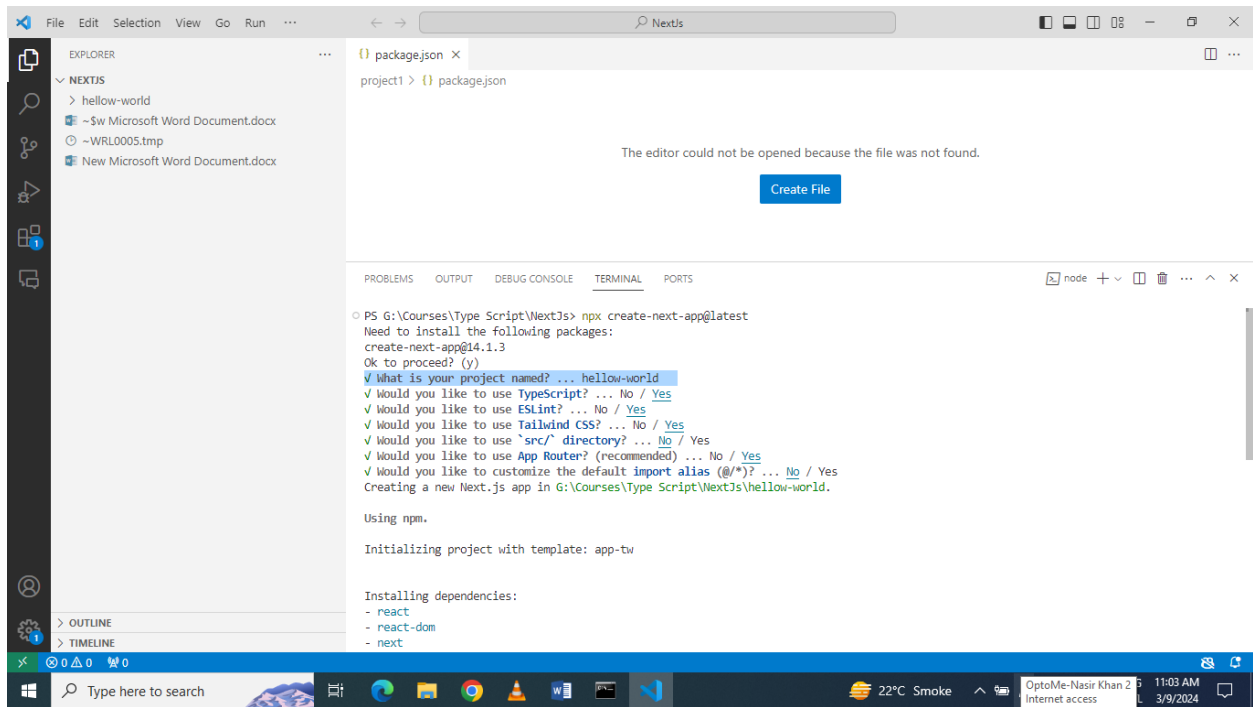 File Edit Selection View Go Run ···
NextJs
EXPLORER ···
package.json
NEXTJS
hellow-world
~$w Microsoft Word Document.docx
~WRL0005.tmp
New Microsoft Word Document.docx
project1 > {} package.json
The editor could not be opened because the file was not found.
Create File
1
PROBLEMS OUTPUT DEBUG CONSOLE TERMINAL PORTS
node
PS G:\Courses\Type Script\NextJs> npx create-next-app@latest
Need to install the following packages:
create-next-app@14.1.3
Ok to proceed? (y)
√ What is your project named? ... hellow-world
√ Would you like to use TypeScript? ... No / Yes
√ Would you like to use ESLint? ... No / Yes
√ Would you like to use Tailwind CSS? ... No / Yes
√ Would you like to use `src/` directory? ... No / Yes
√ Would you like to use App Router? (recommended) ... No / Yes
√ Would you like to customize the default import alias (@/*)? ... No / Yes
Creating a new Next.js app in G:\Courses\Type Script\NextJs\hellow-world.
Using npm.
Initializing project with template: app-tw
Installing dependencies:
- react
- react-dom
- next
OUTLINE
TIMELINE
1
0 0 0
Type here to search
22°C Smoke
OptoMe-Nasir Khan 2
Internet access
11:03 AM
3/9/2024